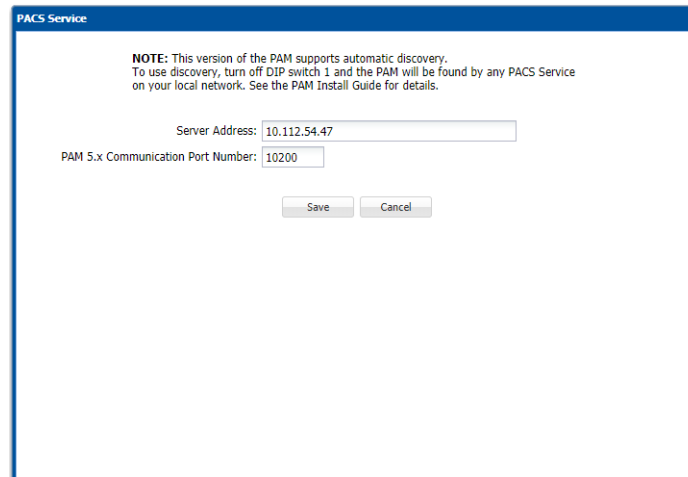 PACS Service
NOTE: This version of the PAM supports automatic discovery.
To use discovery, turn off DIP switch 1 and the PAM will be found by any PACS Service
on your local network. See the PAM Install Guide for details.
Server Address: 10.112.54.47
PAM 5.x Communication Port Number: 10200
Save Cancel